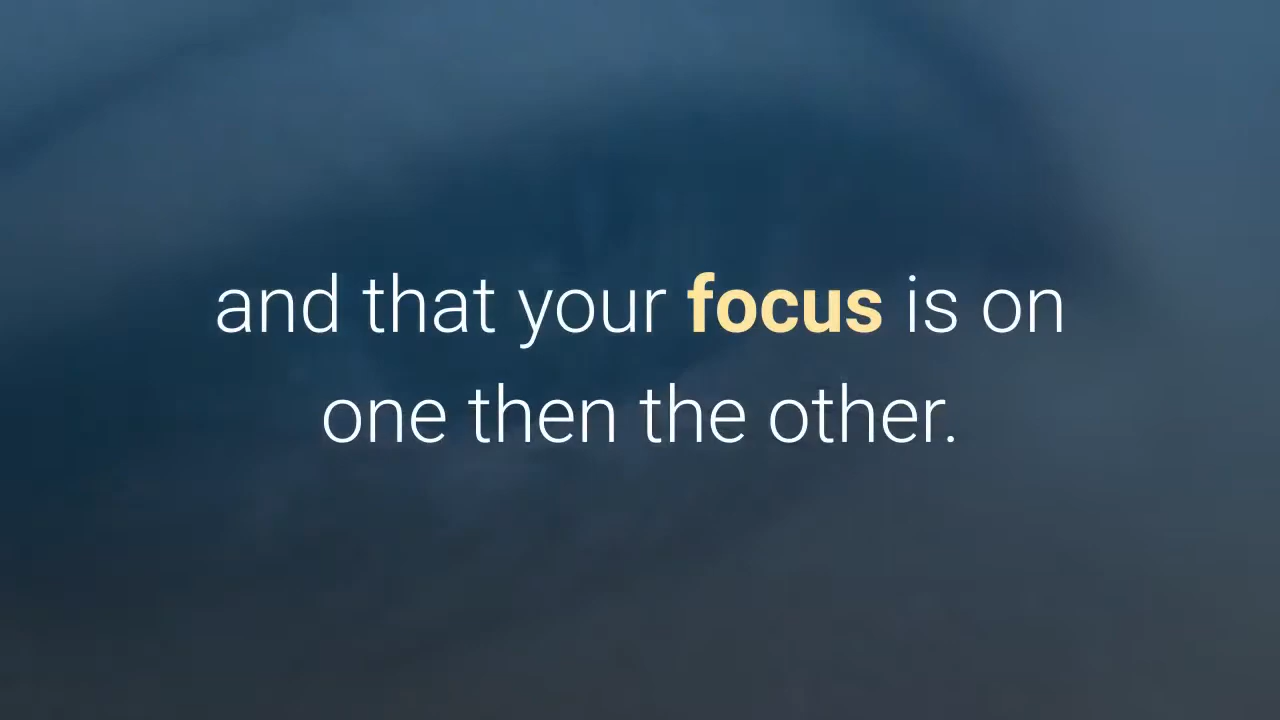 and that your focus is on
one then the other.